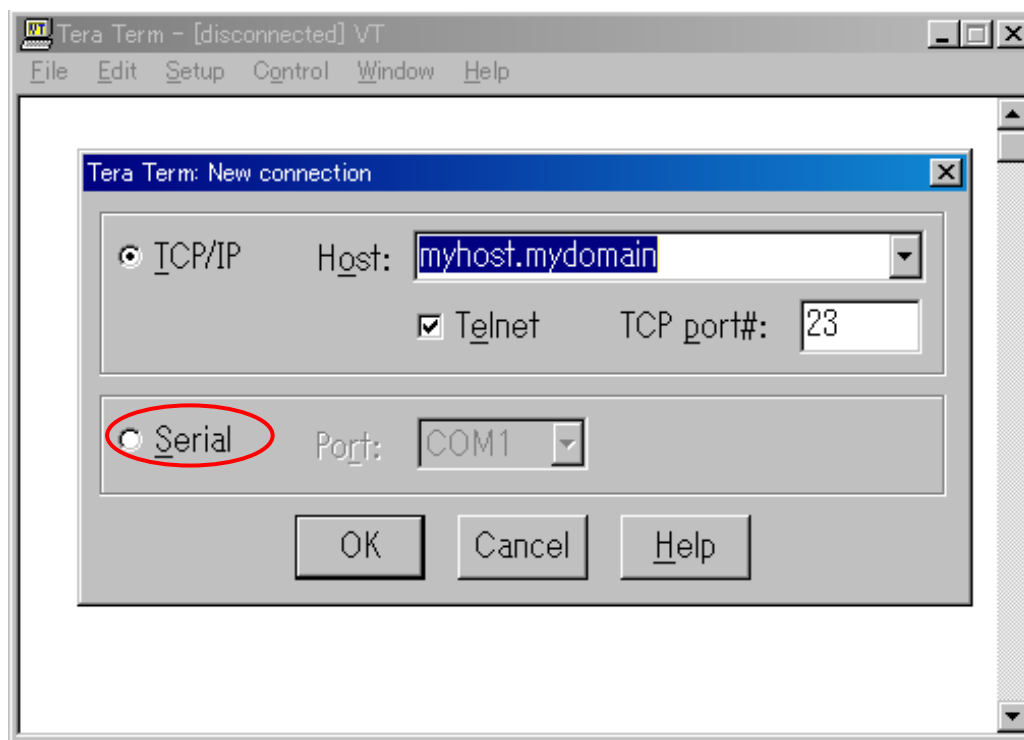 VT Tera Term - [disconnected] VT
File Edit Setup Control Window Help
Tera Term: New connection
TCP/IP Host: myhost.mydomain
Telnet TCP port#: 23
Serial Port: COM1
OK Cancel Help